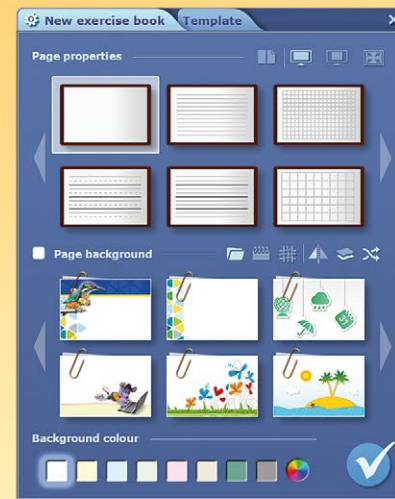 New exercise book Template
Page properties
Page background
Background colour